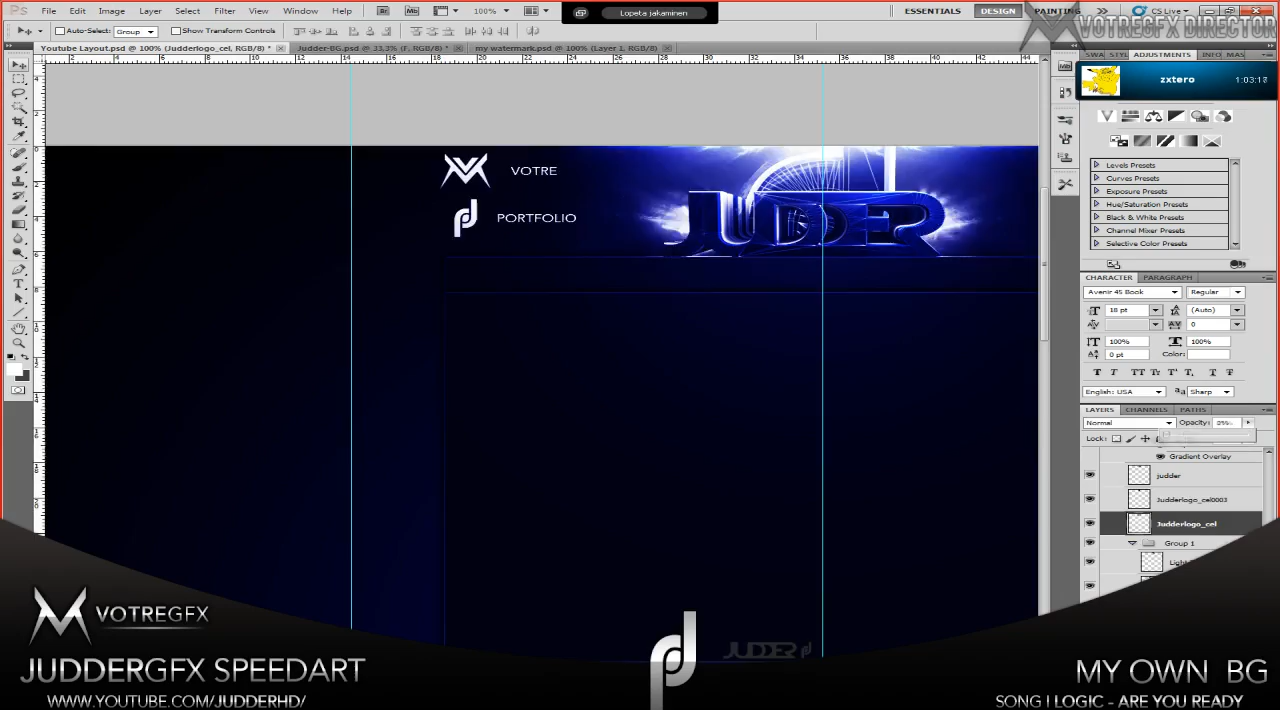 Ps File Edit Image Layer Select Filter View Window Help Br Mb 100% Lopeta jakaminen ESSENTIALS DESIGN PAINTING CS Live
VOTREGFX DIRECTOR
Auto-Select: Group Show Transform Controls
Youtube Layout.psd @ 100% (Judderlogo_cel, RGB/8) * Judder-BG.psd @ 33,3% (F, RGB/8) * my watermark.psd @ 100% (Layer 1, RGB/8)
SWA STYL ADJUSTMENTS INFO MAS
zxtero
VOTRE
PORTFOLIO
JUDDER
Levels Presets
Curves Presets
Exposure Presets
Hue/Saturation Presets
Black & White Presets
Channel Mixer Presets
Selective Color Presets
CHARACTER PARAGRAPH
Avenir 45 Book Regular
18 pt (Auto)
0
100% 100%
0 pt Color:
English: USA Sharp
LAYERS CHANNELS PATHS
Normal Opacity:
Lock:
Gradient Overlay
judder
Judderlogo_cel0003
Judderlogo_cel
Group 1
VOTREGFX
JUDDER
JUDDERGFX SPEEDART
WWW.YOUTUBE.COM/JUDDERHD/
MY OWN BG
SONG | LOGIC - ARE YOU READY